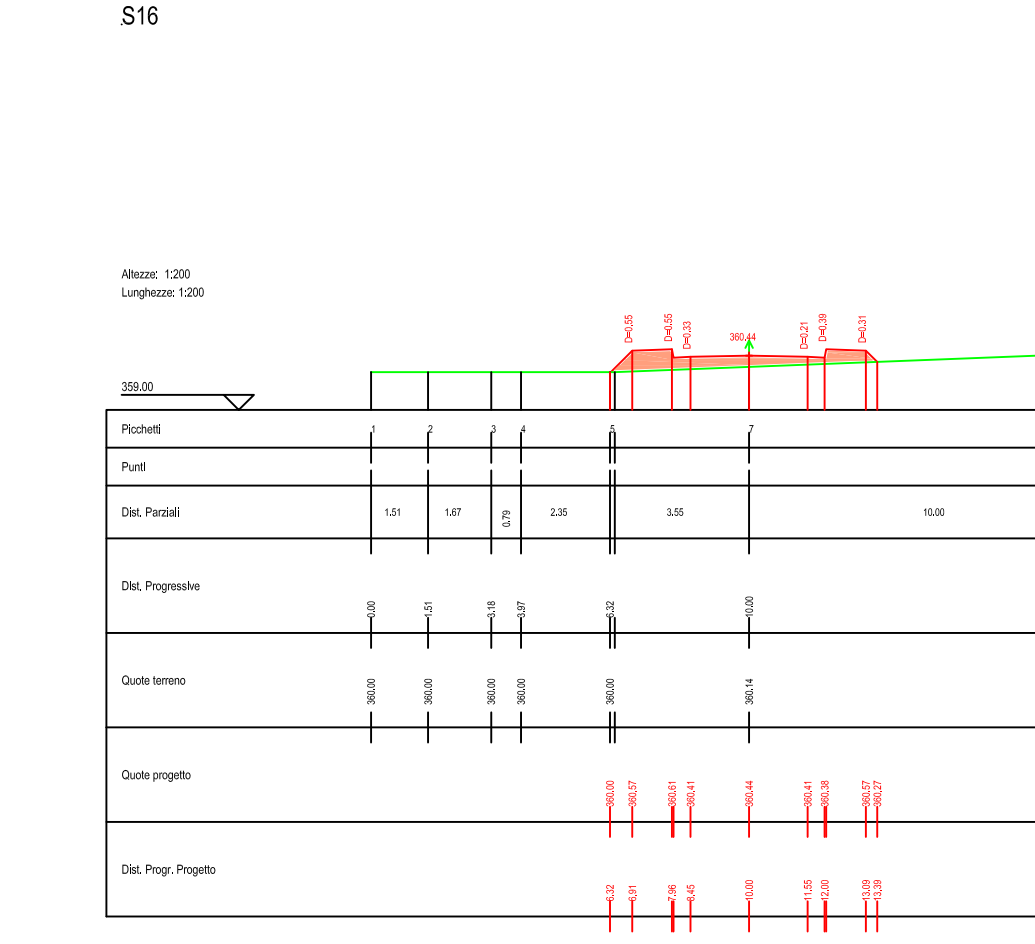 S16
Altezze: 1:200
Lunghezze: 1:200
D=0.55 D=0.55 D=0.33 360.44 D=0.21 D=0.39 D=0.31
359.00
Picchetti 1 2 3 4 5 7
Punti
Dist. Parziali 1.51 1.67 0.79 2.35 3.55 10.00
Dist. Progressive 0.00 1.51 3.18 3.97 6.32 10.00
Quote terreno 360.00 360.00 360.00 360.00 360.00 360.14
Quote progetto 360.00 360.57 360.61 360.41 360.44 360.41 360.38 360.57 360.27
Dist. Progr. Progetto 6.32 6.91 7.96 8.45 10.00 11.55 12.00 13.09 13.39